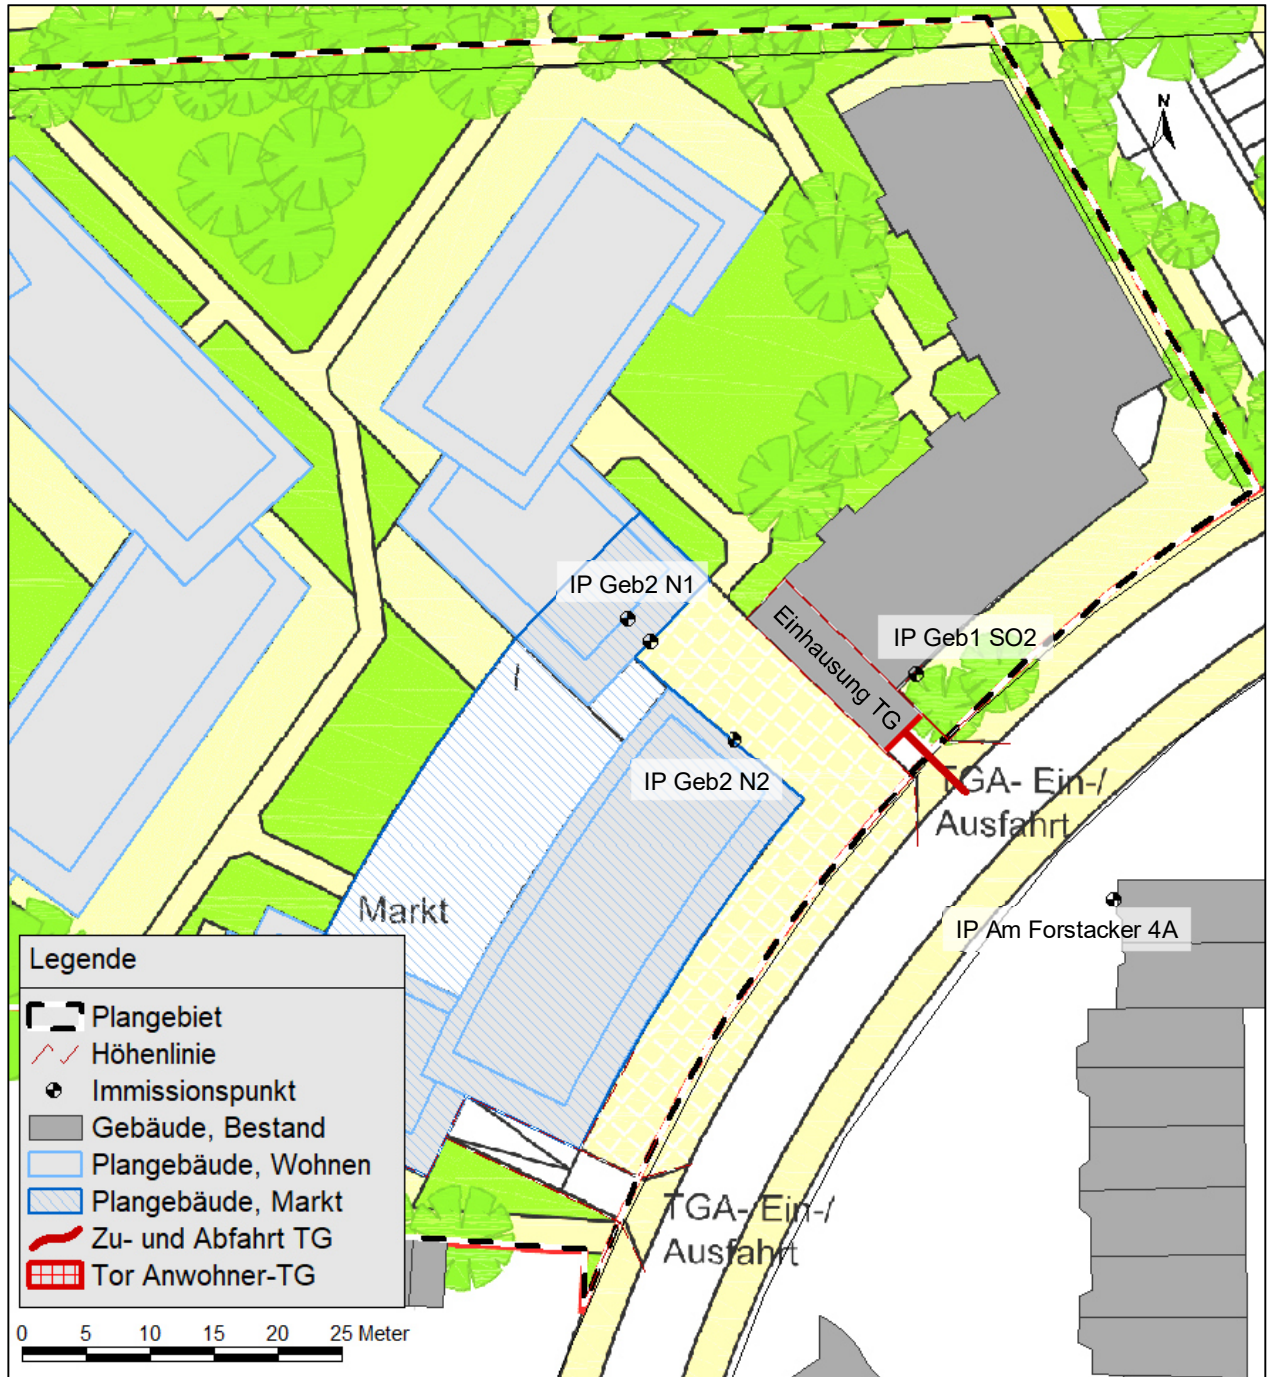 N
IP Geb2 N1
Einhausung TG
IP Geb1 SO2
IP Geb2 N2
TGA- Ein-/
Ausfahrt
Markt
IP Am Forstacker 4A
Legende
Plangebiet
Höhenlinie
Immissionspunkt
Gebäude, Bestand
Plangebäude, Wohnen
Plangebäude, Markt
Zu- und Abfahrt TG
Tor Anwohner-TG
TGA- Ein-/
Ausfahrt
0 5 10 15 20 25 Meter